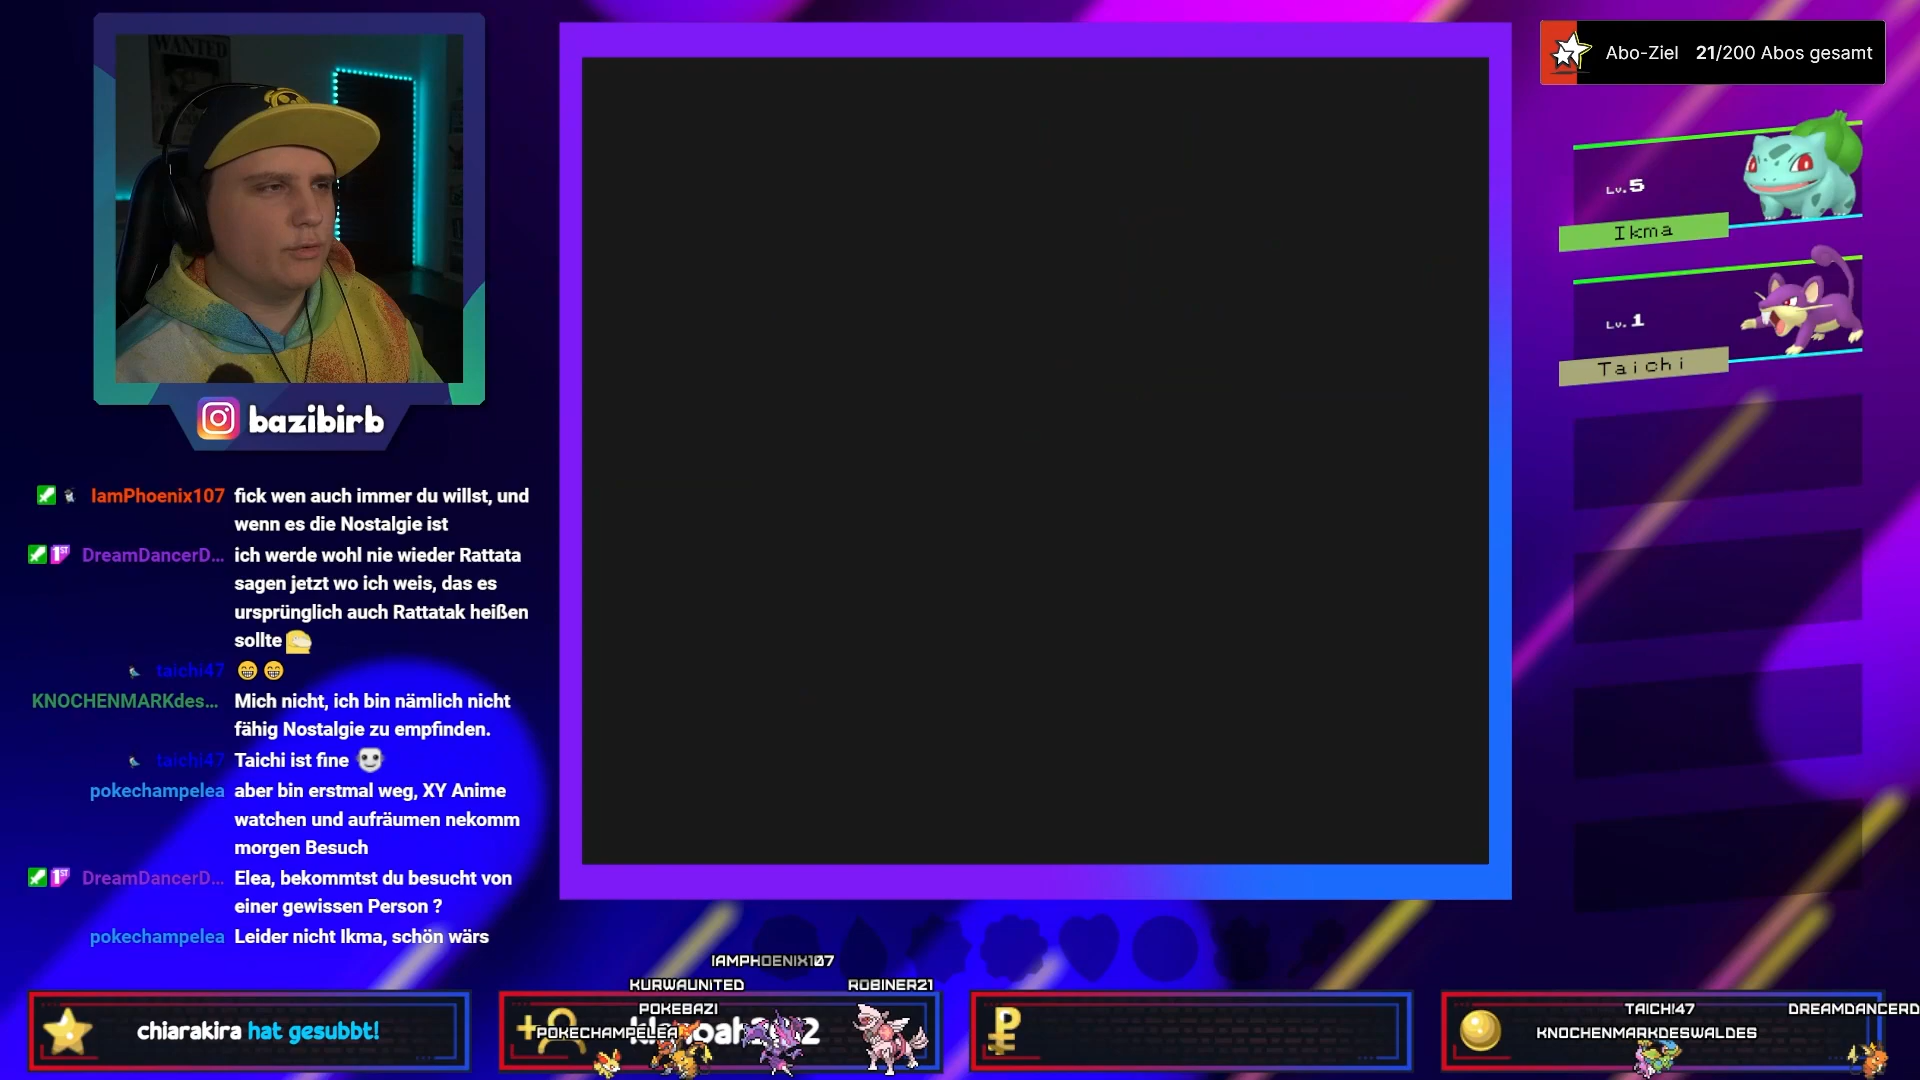 WANTED
bazibirb
IamPhoenix107 fick wen auch immer du willst, und
wenn es die Nostalgie ist
DreamDancerD... ich werde wohl nie wieder Rattata
sagen jetzt wo ich weis, das es
ursprünglich auch Rattatak heißen
sollte
taichi47
KNOCHENMARKdes... Mich nicht, ich bin nämlich nicht
fähig Nostalgie zu empfinden.
taichi47 Taichi ist fine
pokechampelea aber bin erstmal weg, XY Anime
watchen und aufräumen nekomm
morgen Besuch
DreamDancerD... Elea, bekommtst du besucht von
einer gewissen Person ?
pokechampelea Leider nicht Ikma, schön wärs
Abo-Ziel 21/200 Abos gesamt
Lv.5
Ikma
Lv.1
Taichi
chiarakira hat gesubbt!
IAMPHOENIX107
KURWAUNITED
ROBINER21
POKEBAZI
POKECHAMPELEA
TAICHI47
DREAMDANCERD
KNOCHENMARKDESWALDES